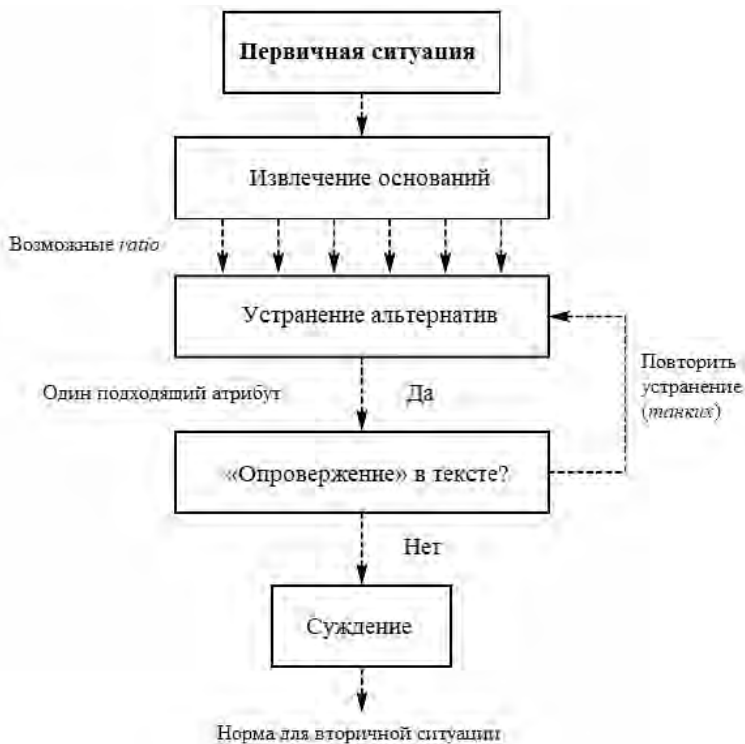 Первичная ситуация
Извлечение оснований
Возможные ratio
Устранение альтернатив
Повторить
устранение
(танких)
Один подходящий атрибут
Да
«Опровержение» в тексте?
Нет
Суждение
Норма для вторичной ситуации